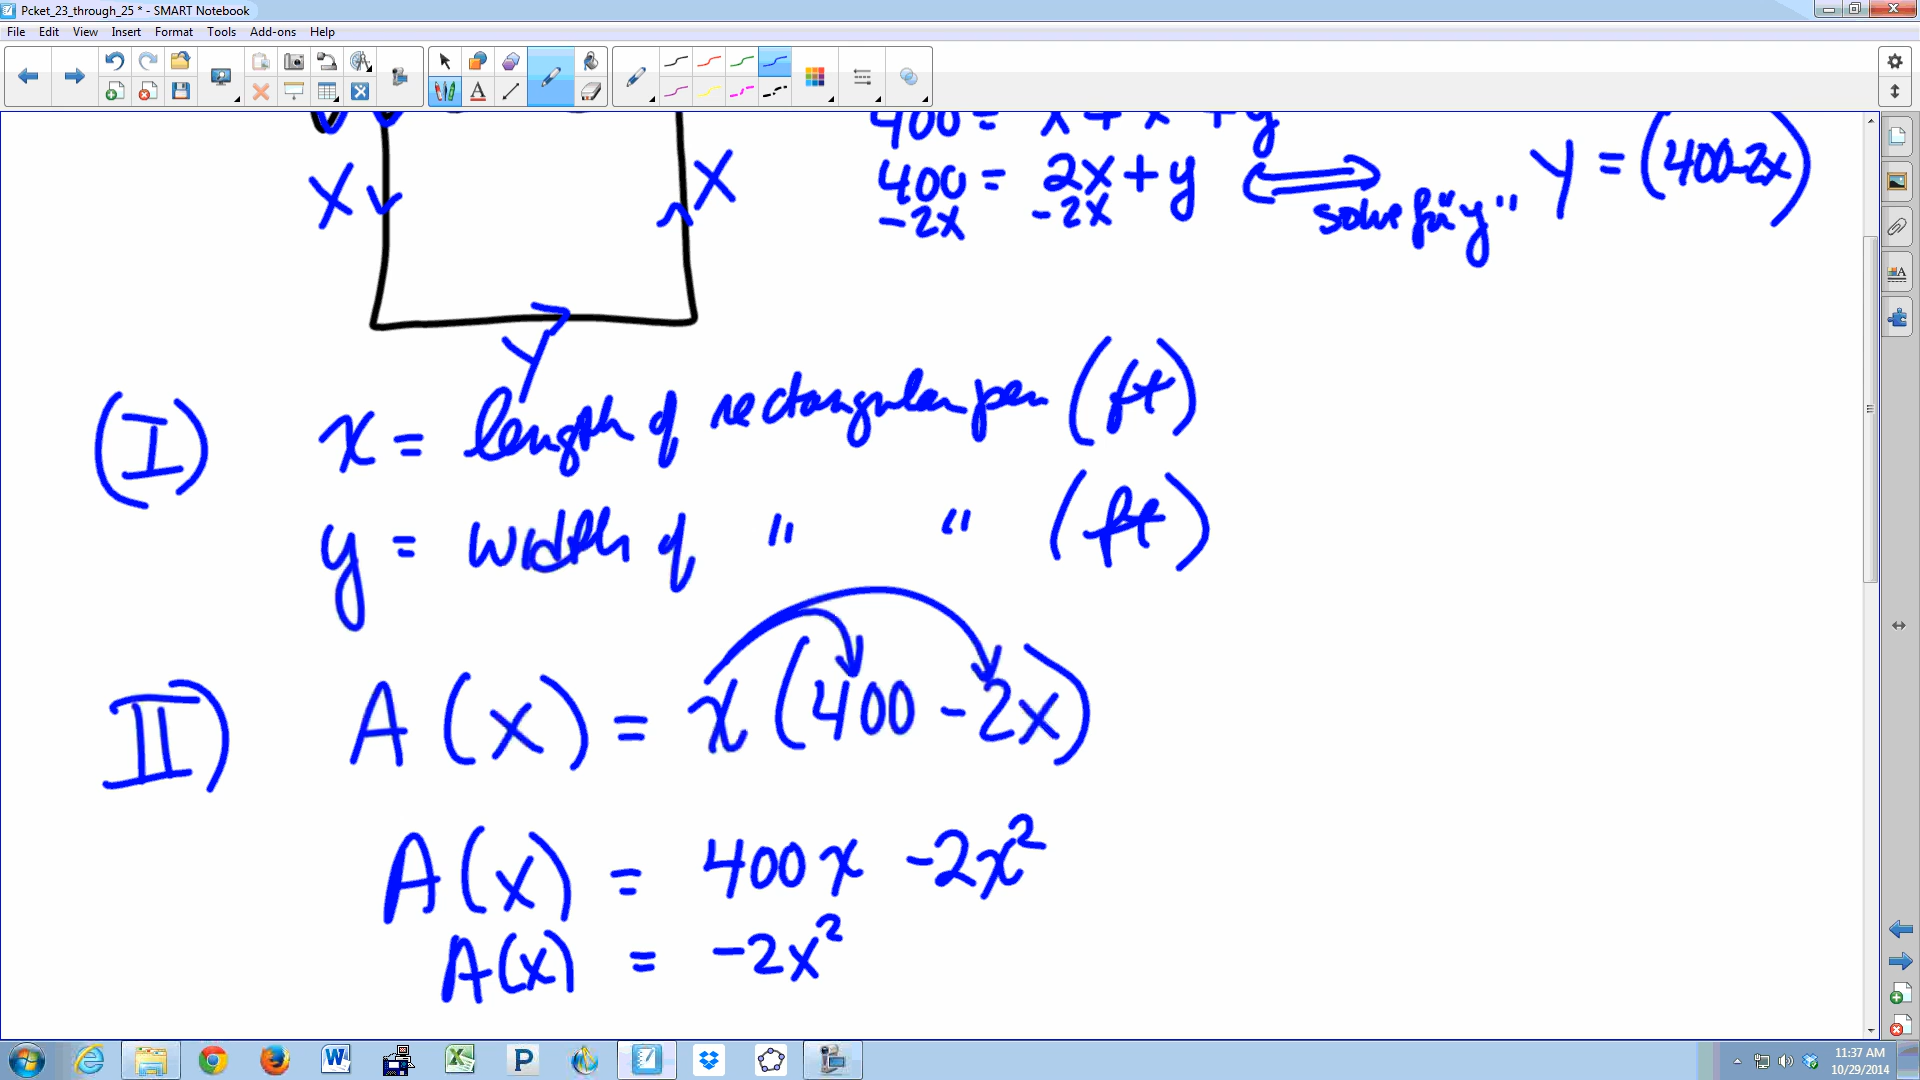 Pcket_23_through_25 * - SMART Notebook
File Edit View Insert Format Tools Add-ons Help
400 = x + x + y
400 = 2x + y
-2x -2x
solve for "y"
Y = (400-2x)
X
X
Y
(I) x = length of rectangular pen (ft)
y = width of " " (ft)
II) A(x) = x(400 - 2x)
A(x) = 400x - 2x²
A(x) = -2x²
11:37 AM
10/29/2014